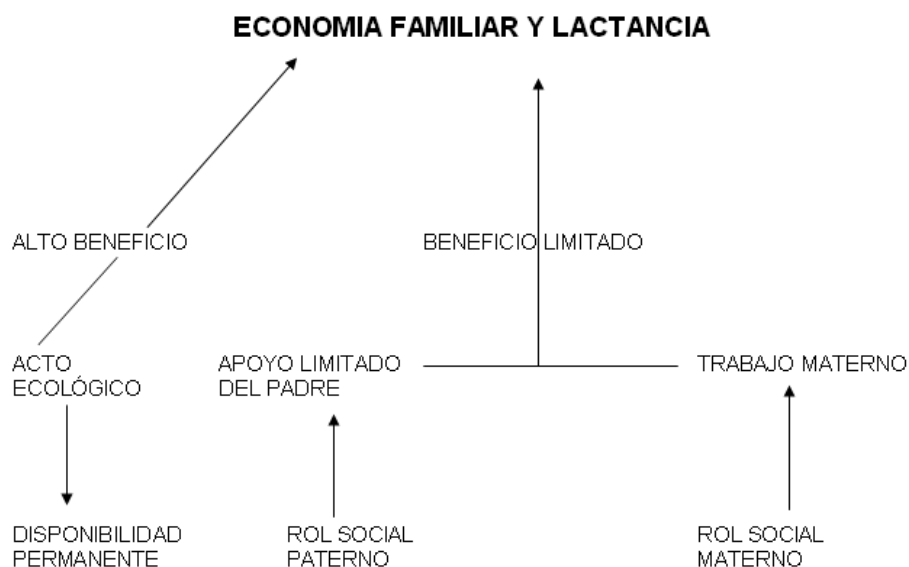 ECONOMIA FAMILIAR Y LACTANCIA
ALTO BENEFICIO
BENEFICIO LIMITADO
ACTO
ECOLÓGICO
APOYO LIMITADO
DEL PADRE
TRABAJO MATERNO
DISPONIBILIDAD
PERMANENTE
ROL SOCIAL
PATERNO
ROL SOCIAL
MATERNO